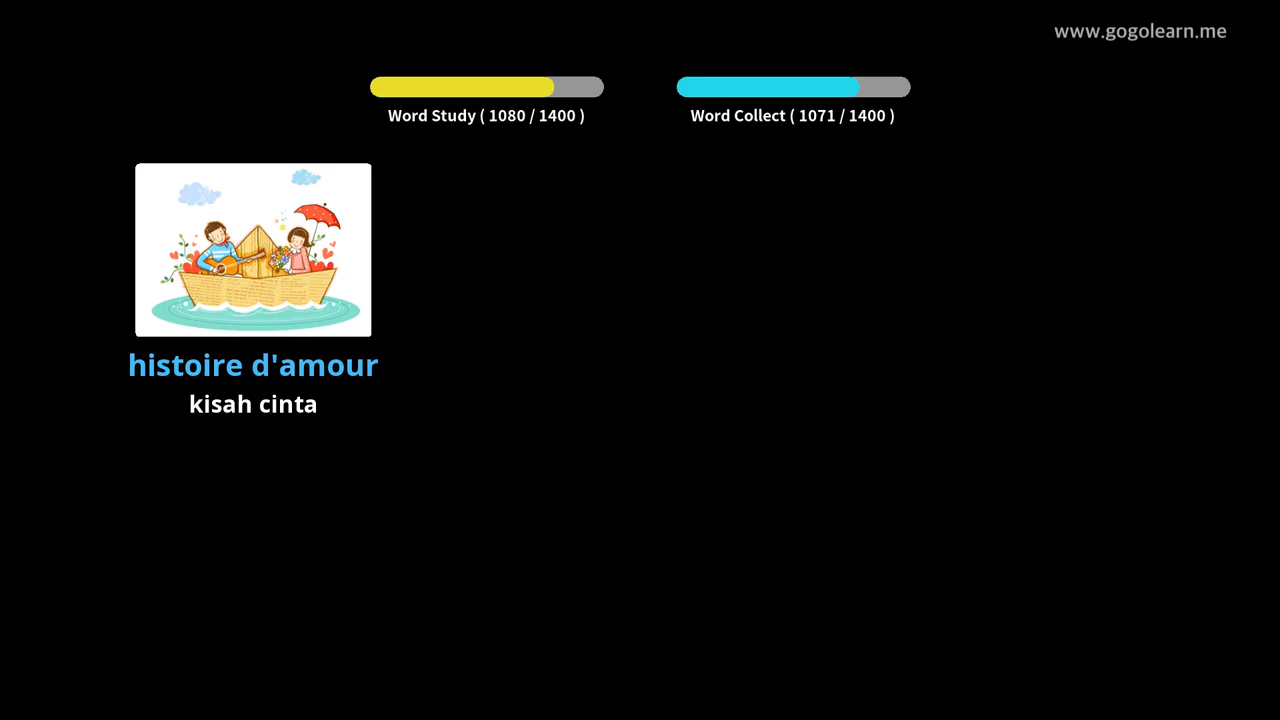 www.gogolearn.me
Word Study ( 1080 / 1400 )
Word Collect ( 1071 / 1400 )
histoire d'amour
kisah cinta